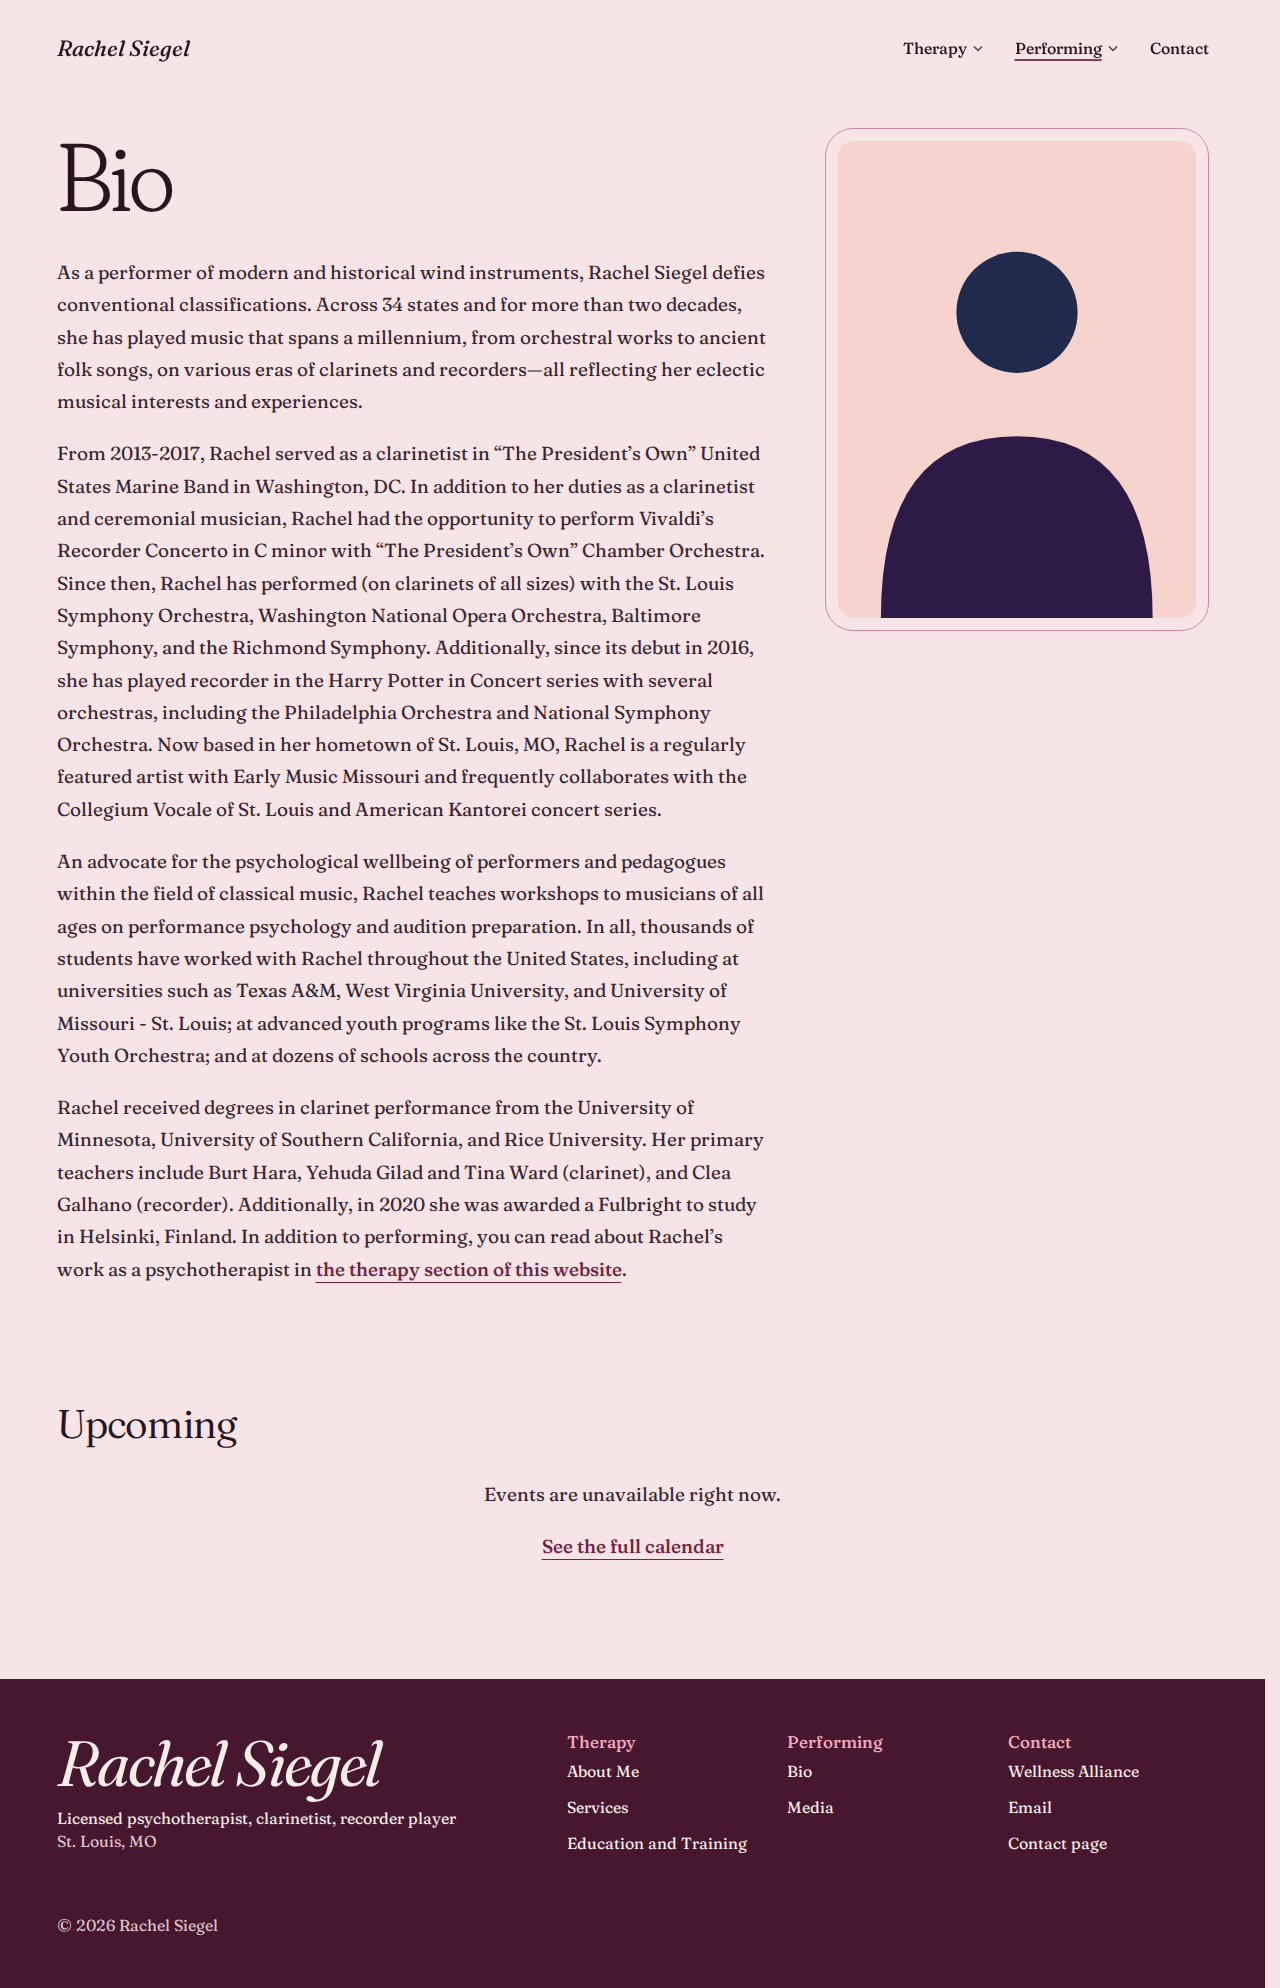 Rachel Siegel
Therapy
Performing
Contact
Bio
As a performer of modern and historical wind instruments, Rachel Siegel defies
conventional classifications. Across 34 states and for more than two decades,
she has played music that spans a millennium, from orchestral works to ancient
folk songs, on various eras of clarinets and recorders—all reflecting her eclectic
musical interests and experiences.
From 2013-2017, Rachel served as a clarinetist in “The President’s Own” United
States Marine Band in Washington, DC. In addition to her duties as a clarinetist
and ceremonial musician, Rachel had the opportunity to perform Vivaldi’s
Recorder Concerto in C minor with “The President’s Own” Chamber Orchestra.
Since then, Rachel has performed (on clarinets of all sizes) with the St. Louis
Symphony Orchestra, Washington National Opera Orchestra, Baltimore
Symphony, and the Richmond Symphony. Additionally, since its debut in 2016,
she has played recorder in the Harry Potter in Concert series with several
orchestras, including the Philadelphia Orchestra and National Symphony
Orchestra. Now based in her hometown of St. Louis, MO, Rachel is a regularly
featured artist with Early Music Missouri and frequently collaborates with the
Collegium Vocale of St. Louis and American Kantorei concert series.
An advocate for the psychological wellbeing of performers and pedagogues
within the field of classical music, Rachel teaches workshops to musicians of all
ages on performance psychology and audition preparation. In all, thousands of
students have worked with Rachel throughout the United States, including at
universities such as Texas A&M, West Virginia University, and University of
Missouri - St. Louis; at advanced youth programs like the St. Louis Symphony
Youth Orchestra; and at dozens of schools across the country.
Rachel received degrees in clarinet performance from the University of
Minnesota, University of Southern California, and Rice University. Her primary
teachers include Burt Hara, Yehuda Gilad and Tina Ward (clarinet), and Clea
Galhano (recorder). Additionally, in 2020 she was awarded a Fulbright to study
in Helsinki, Finland. In addition to performing, you can read about Rachel’s
work as a psychotherapist in the therapy section of this website.
Upcoming
Events are unavailable right now.
See the full calendar
Rachel Siegel
Licensed psychotherapist, clarinetist, recorder player
St. Louis, MO
Therapy
About Me
Services
Education and Training
Performing
Bio
Media
Contact
Wellness Alliance
Email
Contact page
© 2026 Rachel Siegel